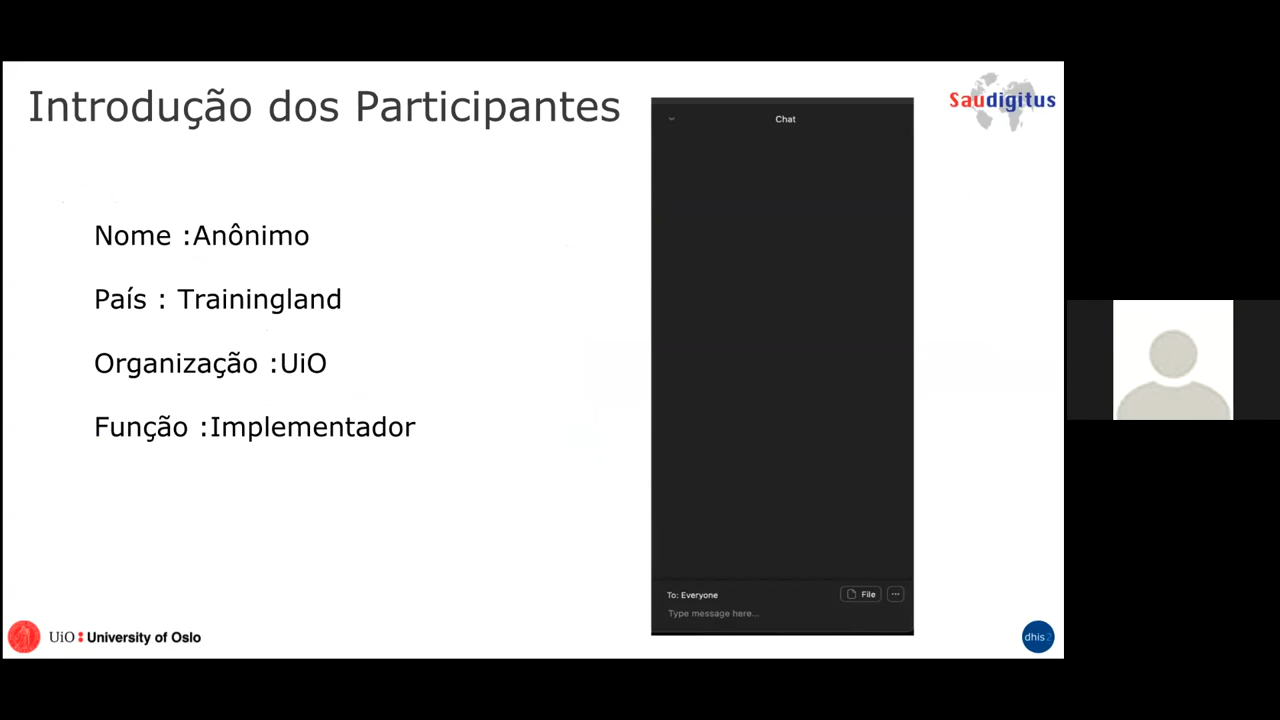 Introdução dos Participantes
Saudigitus
Chat
Nome :Anônimo
País : Trainingland
Organização :UiO
Função :Implementador
To: Everyone
File
Type message here...
UiO : University of Oslo
dhis2